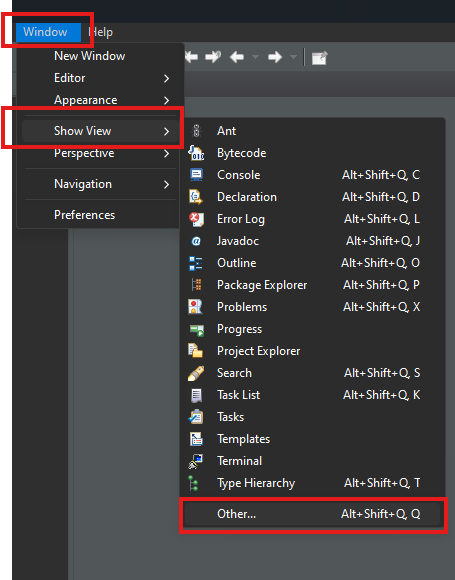 Window Help
New Window
Editor
Appearance
Show View
Perspective
Navigation
Preferences
Ant
Bytecode
Console Alt+Shift+Q, C
Declaration Alt+Shift+Q, D
Error Log Alt+Shift+Q, L
Javadoc Alt+Shift+Q, J
Outline Alt+Shift+Q, O
Package Explorer Alt+Shift+Q, P
Problems Alt+Shift+Q, X
Progress
Project Explorer
Search Alt+Shift+Q, S
Task List Alt+Shift+Q, K
Tasks
Templates
Terminal
Type Hierarchy Alt+Shift+Q, T
Other... Alt+Shift+Q, Q